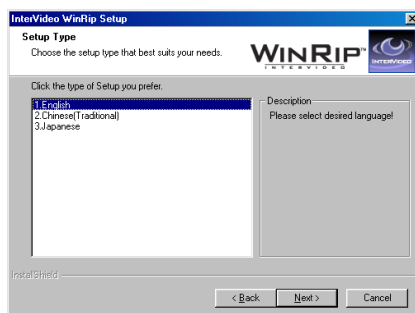 InterVideo WinRip Setup
Setup Type
Choose the setup type that best suits your needs.
WINRIP™
INTERVIDEO
INTERVIDEO
Click the type of Setup you prefer.
1.English
2.Chinese(Traditional)
3.Japanese
Description
Please select desired language!
InstallShield
< Back
Next >
Cancel